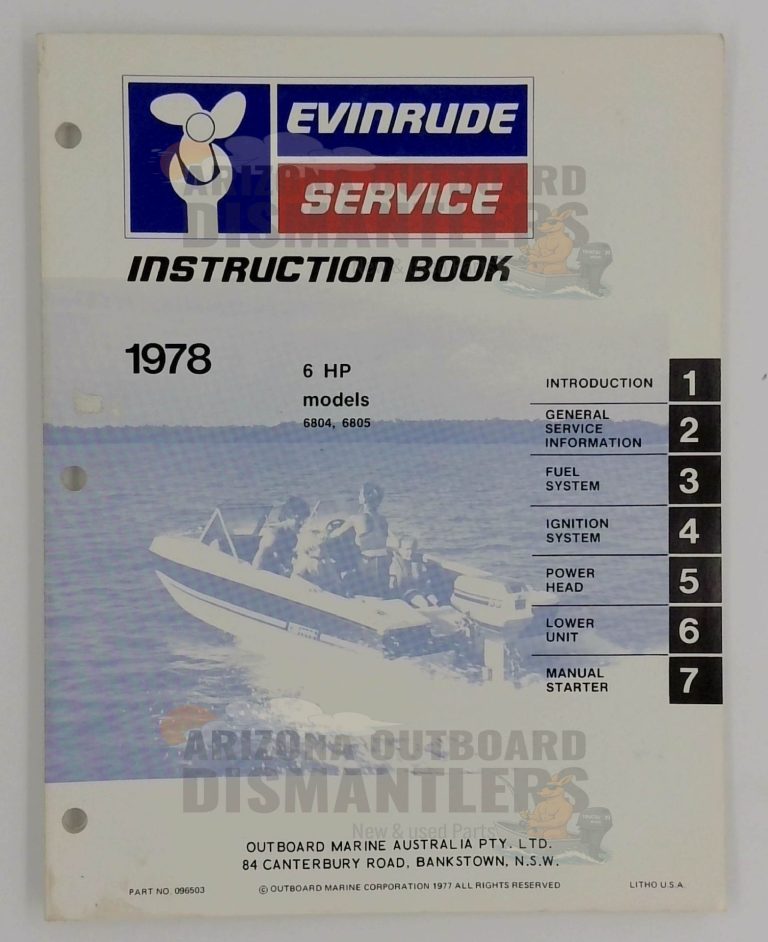 EVINRUDE
SERVICE
ARIZONA OUTBOARD
DISMANTLERS
INSTRUCTION BOOK
1978
6 HP
models
6804, 6805
INTRODUCTION 1
GENERAL
SERVICE
INFORMATION 2
FUEL
SYSTEM 3
IGNITION
SYSTEM 4
POWER
HEAD 5
LOWER
UNIT 6
MANUAL
STARTER 7
ARIZONA OUTBOARD
DISMANTLERS
New & used Parts
OUTBOARD MARINE AUSTRALIA PTY. LTD.
84 CANTERBURY ROAD, BANKSTOWN, N.S.W.
PART NO. 096503 © OUTBOARD MARINE CORPORATION 1977 ALL RIGHTS RESERVED LITHO U.S.A.